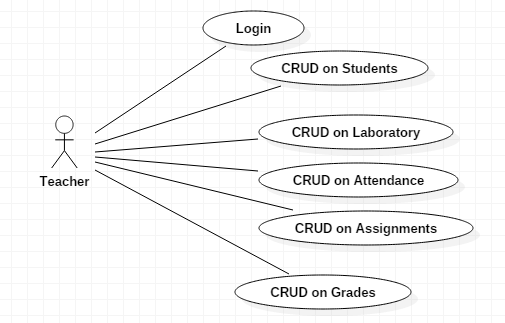 Login
CRUD on Students
CRUD on Laboratory
Teacher
CRUD on Attendance
CRUD on Assignments
CRUD on Grades